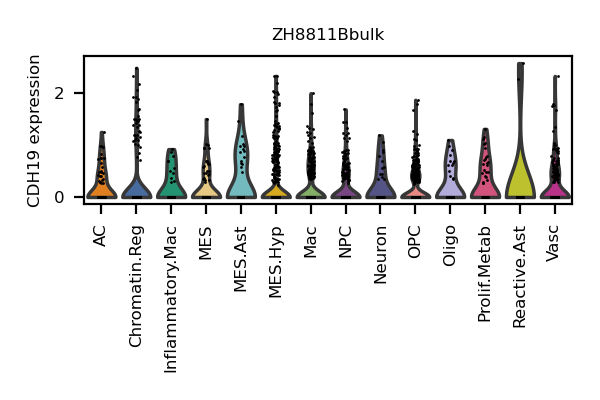 ZH8811Bbulk
CDH19 expression
2
0
AC
Chromatin.Reg
Inflammatory.Mac
MES
MES.Ast
MES.Hyp
Mac
NPC
Neuron
OPC
Oligo
Prolif.Metab
Reactive.Ast
Vasc